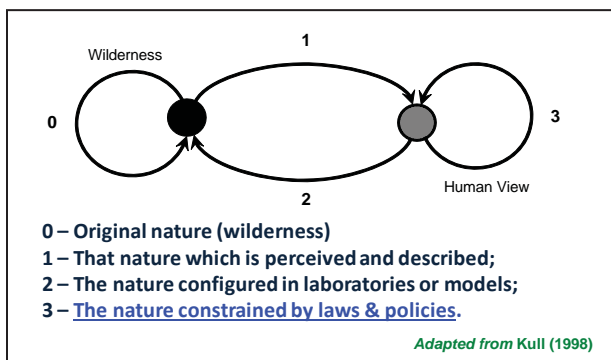 1
Wilderness
0
3
2
Human View
0 – Original nature (wilderness)
1 – That nature which is perceived and described;
2 – The nature configured in laboratories or models;
3 – The nature constrained by laws & policies.
Adapted from Kull (1998)